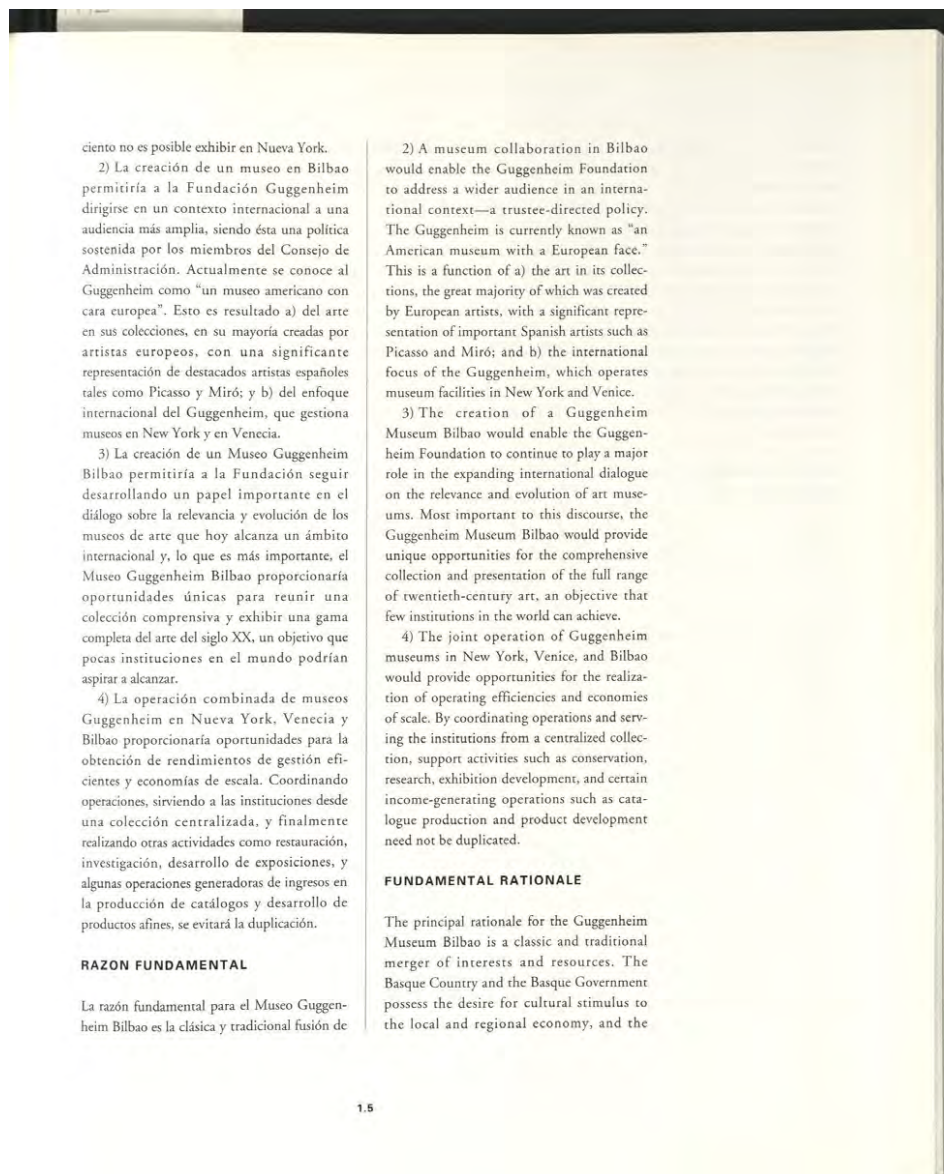 ciento no es posible exhibir en Nueva York.
2) La creación de un museo en Bilbao
permitiría a la Fundación Guggenheim
dirigirse en un contexto internacional a una
audiencia más amplia, siendo ésta una política
sostenida por los miembros del Consejo de
Administración. Actualmente se conoce al
Guggenheim como “un museo americano con
cara europea”. Esto es resultado a) del arte
en sus colecciones, en su mayoría creadas por
artistas europeos, con una significante
representación de destacados artistas españoles
tales como Picasso y Miró; y b) del enfoque
internacional del Guggenheim, que gestiona
museos en New York y en Venecia.
3) La creación de un Museo Guggenheim
Bilbao permitiría a la Fundación seguir
desarrollando un papel importante en el
diálogo sobre la relevancia y evolución de los
museos de arte que hoy alcanza un ámbito
internacional y, lo que es más importante, el
Museo Guggenheim Bilbao proporcionaría
oportunidades únicas para reunir una
colección comprensiva y exhibir una gama
completa del arte del siglo XX, un objetivo que
pocas instituciones en el mundo podrían
aspirar a alcanzar.
4) La operación combinada de museos
Guggenheim en Nueva York, Venecia y
Bilbao proporcionaría oportunidades para la
obtención de rendimientos de gestión efi-
cientes y economías de escala. Coordinando
operaciones, sirviendo a las instituciones desde
una colección centralizada, y finalmente
realizando otras actividades como restauración,
investigación, desarrollo de exposiciones, y
algunas operaciones generadoras de ingresos en
la producción de catálogos y desarrollo de
productos afines, se evitará la duplicación.
RAZON FUNDAMENTAL
La razón fundamental para el Museo Guggen-
heim Bilbao es la clásica y tradicional fusión de
2) A museum collaboration in Bilbao
would enable the Guggenheim Foundation
to address a wider audience in an interna-
tional context—a trustee-directed policy.
The Guggenheim is currently known as “an
American museum with a European face.”
This is a function of a) the art in its collec-
tions, the great majority of which was created
by European artists, with a significant repre-
sentation of important Spanish artists such as
Picasso and Miró; and b) the international
focus of the Guggenheim, which operates
museum facilities in New York and Venice.
3) The creation of a Guggenheim
Museum Bilbao would enable the Guggen-
heim Foundation to continue to play a major
role in the expanding international dialogue
on the relevance and evolution of art muse-
ums. Most important to this discourse, the
Guggenheim Museum Bilbao would provide
unique opportunities for the comprehensive
collection and presentation of the full range
of twentieth-century art, an objective that
few institutions in the world can achieve.
4) The joint operation of Guggenheim
museums in New York, Venice, and Bilbao
would provide opportunities for the realiza-
tion of operating efficiencies and economies
of scale. By coordinating operations and serv-
ing the institutions from a centralized collec-
tion, support activities such as conservation,
research, exhibition development, and certain
income-generating operations such as cata-
logue production and product development
need not be duplicated.
FUNDAMENTAL RATIONALE
The principal rationale for the Guggenheim
Museum Bilbao is a classic and traditional
merger of interests and resources. The
Basque Country and the Basque Government
possess the desire for cultural stimulus to
the local and regional economy, and the
1.5